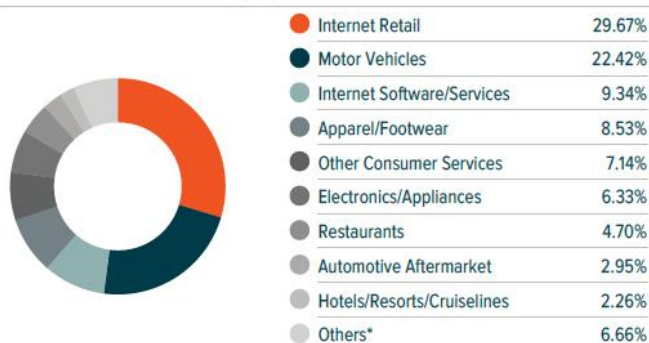 Internet Retail 29.67%
Motor Vehicles 22.42%
Internet Software/Services 9.34%
Apparel/Footwear 8.53%
Other Consumer Services 7.14%
Electronics/Appliances 6.33%
Restaurants 4.70%
Automotive Aftermarket 2.95%
Hotels/Resorts/Cruiselines 2.26%
Others* 6.66%